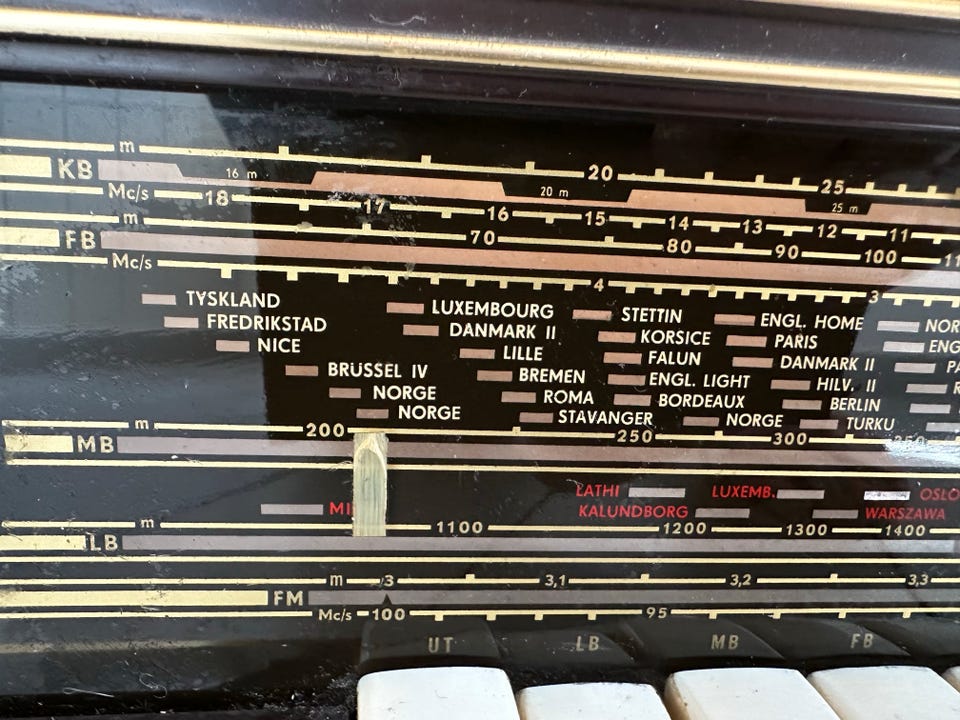 m 20 25
KB 16 m 20 m 25 m
Mc/s 18 17 16 15 14 13 12 11
m 70 80 90 100
FB
Mc/s 4 3
TYSKLAND LUXEMBOURG STETTIN ENGL. HOME
FREDRIKSTAD DANMARK II KORSICE PARIS
NICE LILLE FALUN DANMARK II
BRÜSSEL IV BREMEN ENGL. LIGHT HILV. II
NORGE ROMA BORDEAUX BERLIN
NORGE STAVANGER NORGE TURKU
m 200 250 300 350
MB
LATHI LUXEMB. OSLO
KALUNDBORG WARSZAWA
m 1100 1200 1300 1400
LB
m 3 3,1 3,2 3,3
FM
Mc/s 100 95
UT LB MB FB